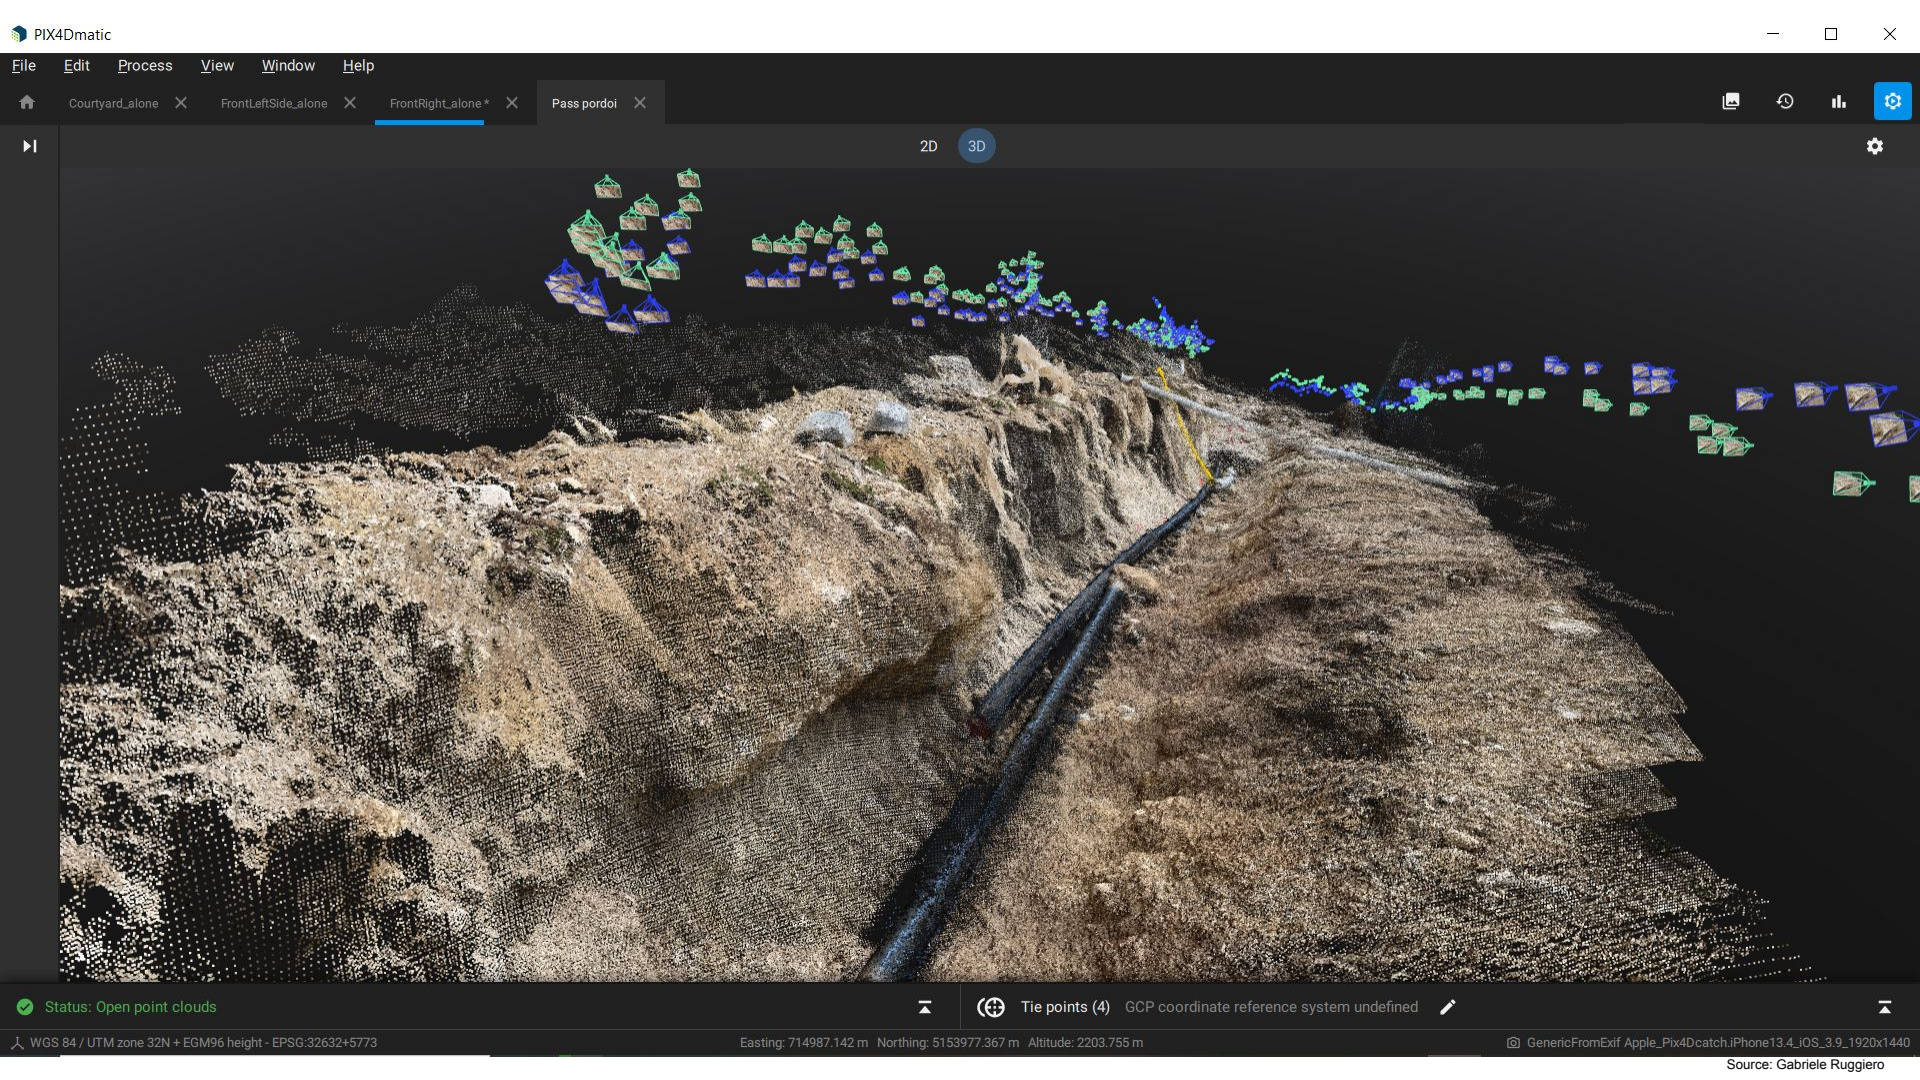 PIX4Dmatic
File Edit Process View Window Help
Courtyard_alone FrontLeftSide_alone FrontRight_alone * Pass pordoi
2D 3D
Status: Open point clouds Tie points (4) GCP coordinate reference system undefined
WGS 84 / UTM zone 32N + EGM96 height - EPSG:32632+5773 Easting: 714987.142 m Northing: 5153977.367 m Altitude: 2203.755 m GenericFromExif Apple_Pix4Dcatch.iPhone13.4_iOS_3.9_1920x1440
Source: Gabriele Ruggiero